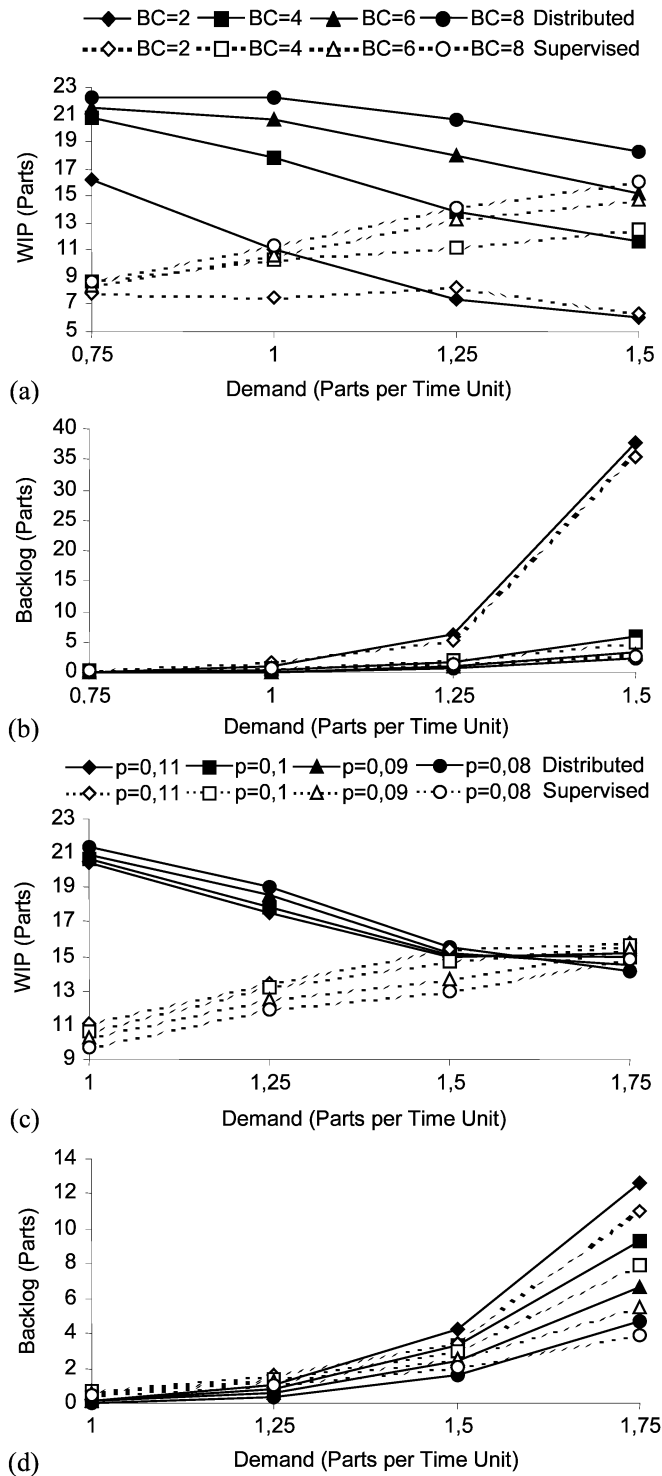 BC=2 BC=4 BC=6 BC=8 Distributed
BC=2 BC=4 BC=6 BC=8 Supervised
23
21
19
17
15
13
11
9
7
5
WIP (Parts)
0,75 1 1,25 1,5
Demand (Parts per Time Unit)
(a)
40
35
30
25
20
15
10
5
0
Backlog (Parts)
0,75 1 1,25 1,5
Demand (Parts per Time Unit)
(b)
p=0,11 p=0,1 p=0,09 p=0,08 Distributed
p=0,11 p=0,1 p=0,09 p=0,08 Supervised
23
21
19
17
15
13
11
9
WIP (Parts)
1 1,25 1,5 1,75
Demand (Parts per Time Unit)
(c)
14
12
10
8
6
4
2
0
Backlog (Parts)
1 1,25 1,5 1,75
Demand (Parts per Time Unit)
(d)